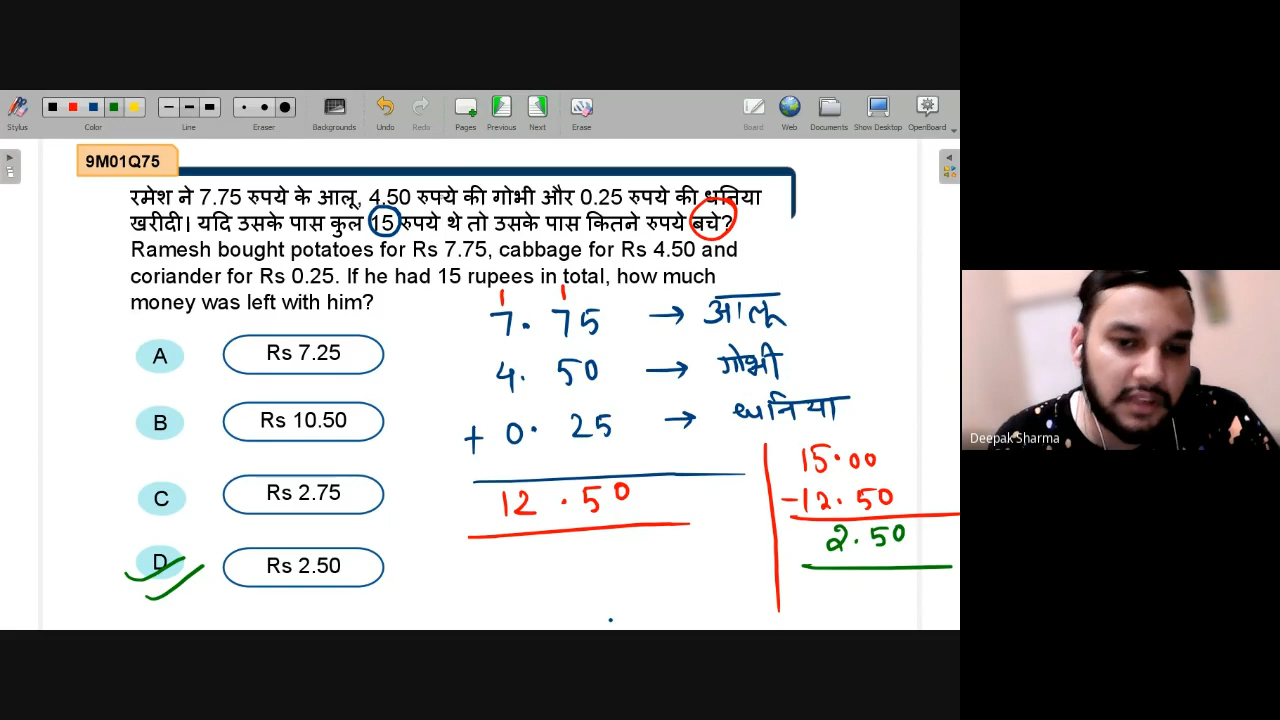 Stylus
Color
Line
Eraser
Backgrounds
Undo
Redo
Pages
Previous
Next
Erase
Board
Web
Documents
Show Desktop
OpenBoard
9M01Q75
रमेश ने 7.75 रुपये के आलू, 4.50 रुपये की गोभी और 0.25 रुपये की धनिया
खरीदी। यदि उसके पास कुल 15 रुपये थे तो उसके पास कितने रुपये बचे?
Ramesh bought potatoes for Rs 7.75, cabbage for Rs 4.50 and
coriander for Rs 0.25. If he had 15 rupees in total, how much
money was left with him?
A Rs 7.25
B Rs 10.50
C Rs 2.75
D Rs 2.50
1 1
7.75 → आलू
4.50 → गोभी
+ 0.25 → धनिया
12.50
15.00
-12.50
2.50
Deepak Sharma